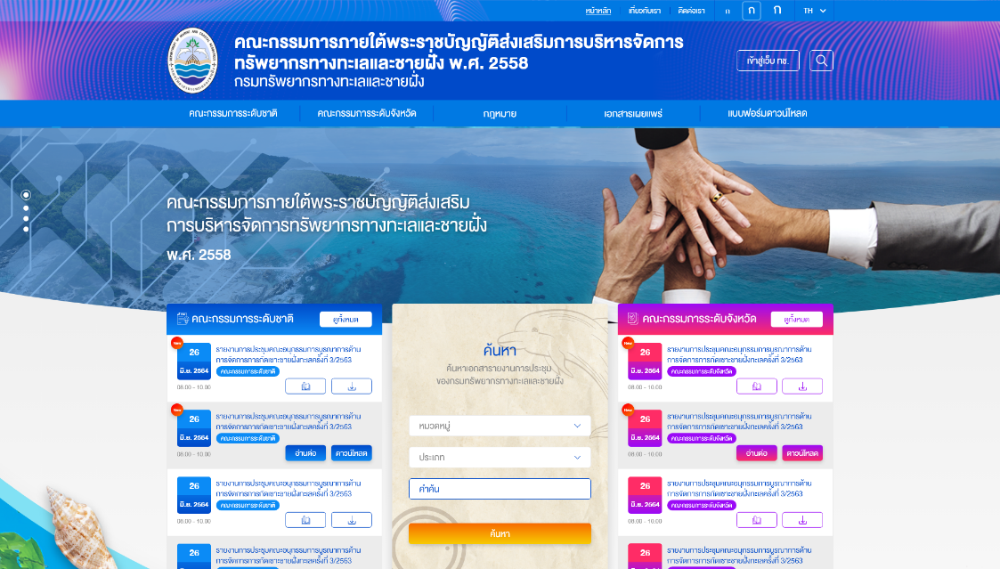 หน้าหลัก เกี่ยวกับเรา ติดต่อเรา ก ก ก TH
คณะกรรมการภายใต้พระราชบัญญัติส่งเสริมการบริหารจัดการ
ทรัพยากรทางทะเลและชายฝั่ง พ.ศ. 2558
กรมทรัพยากรทางทะเลและชายฝั่ง
เข้าสู่เว็บ ทช.
คณะกรรมการระดับชาติ คณะกรรมการระดับจังหวัด กฎหมาย เอกสารเผยแพร่ แบบฟอร์มดาวน์โหลด
คณะกรรมการภายใต้พระราชบัญญัติส่งเสริม
การบริหารจัดการทรัพยากรทางทะเลและชายฝั่ง
พ.ศ. 2558
คณะกรรมการระดับชาติ ดูทั้งหมด
New
26
มิ.ย. 2564
08.00 - 10.00
รายงานการประชุมคณะอนุกรรมการบูรณาการด้าน
การจัดการการกัดเซาะชายฝั่งทะเลครั้งที่ 3/2563
คณะกรรมการระดับชาติ
New
26
มิ.ย. 2564
08.00 - 10.00
รายงานการประชุมคณะอนุกรรมการบูรณาการด้าน
การจัดการการกัดเซาะชายฝั่งทะเลครั้งที่ 3/2563
คณะกรรมการระดับชาติ
อ่านต่อ ดาวน์โหลด
26
มิ.ย. 2564
08.00 - 10.00
รายงานการประชุมคณะอนุกรรมการบูรณาการด้าน
การจัดการการกัดเซาะชายฝั่งทะเลครั้งที่ 3/2563
คณะกรรมการระดับชาติ
26
รายงานการประชุมคณะอนุกรรมการบูรณาการด้าน
การจัดการการกัดเซาะชายฝั่งทะเลครั้งที่ 3/2563
ค้นหา
ค้นหาเอกสารรายงานการประชุม
ของกรมทรัพยากรทางทะเลและชายฝั่ง
หมวดหมู่
ประเภท
คำค้น
ค้นหา
คณะกรรมการระดับจังหวัด ดูทั้งหมด
New
26
มิ.ย. 2564
08.00 - 10.00
รายงานการประชุมคณะอนุกรรมการบูรณาการด้าน
การจัดการการกัดเซาะชายฝั่งทะเลครั้งที่ 3/2563
คณะกรรมการระดับจังหวัด
New
26
มิ.ย. 2564
08.00 - 10.00
รายงานการประชุมคณะอนุกรรมการบูรณาการด้าน
การจัดการการกัดเซาะชายฝั่งทะเลครั้งที่ 3/2563
คณะกรรมการระดับจังหวัด
อ่านต่อ ดาวน์โหลด
26
มิ.ย. 2564
08.00 - 10.00
รายงานการประชุมคณะอนุกรรมการบูรณาการด้าน
การจัดการการกัดเซาะชายฝั่งทะเลครั้งที่ 3/2563
คณะกรรมการระดับจังหวัด
26
รายงานการประชุมคณะอนุกรรมการบูรณาการด้าน
การจัดการการกัดเซาะชายฝั่งทะเลครั้งที่ 3/2563